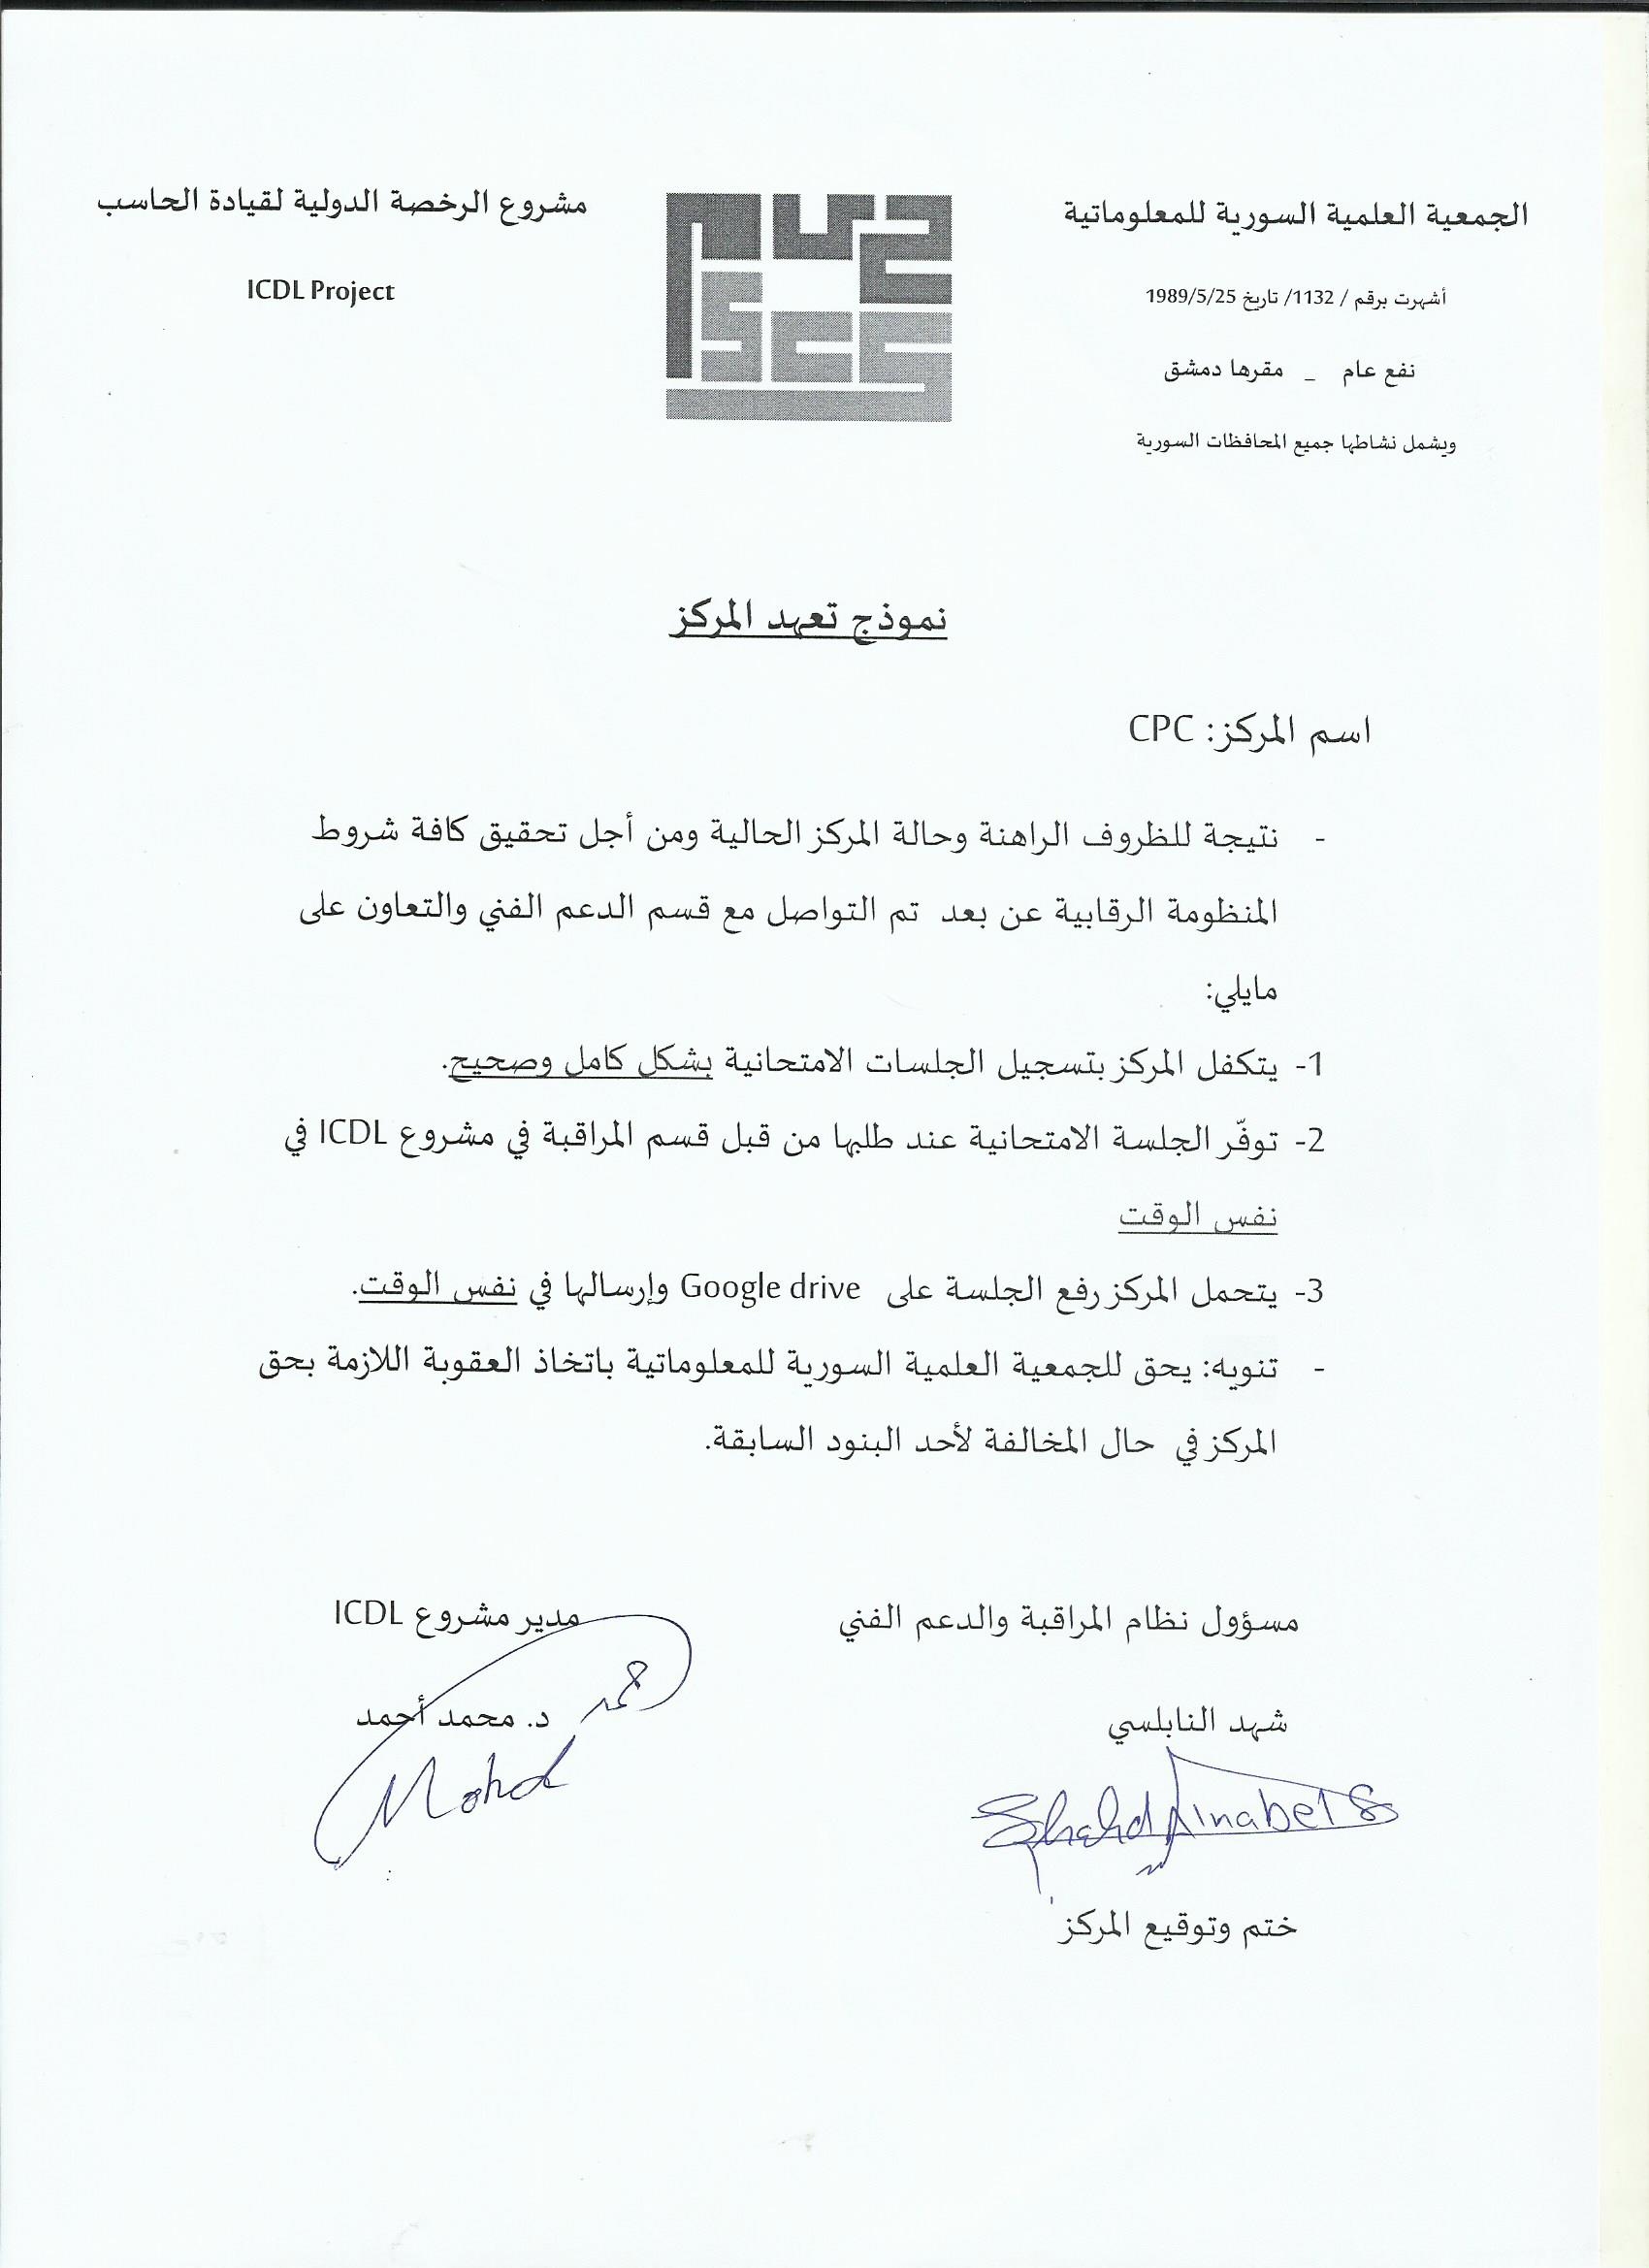 الجمعية العلمية السورية للمعلوماتية
أشهرت برقم / 1132/ تاريخ 1989/5/25
نفع عام _ مقرها دمشق
ويشمل نشاطها جميع المحافظات السورية
مشروع الرخصة الدولية لقيادة الحاسب
ICDL Project
نموذج تعهد المركز
اسم المركز: CPC
- نتيجة للظروف الراهنة وحالة المركز الحالية ومن أجل تحقيق كافة شروط
المنظومة الرقابية عن بعد تم التواصل مع قسم الدعم الفني والتعاون على
مايلي:
1- يتكفل المركز بتسجيل الجلسات الامتحانية بشكل كامل وصحيح.
2- توفّر الجلسة الامتحانية عند طلبها من قبل قسم المراقبة في مشروع ICDL في
نفس الوقت
3- يتحمل المركز رفع الجلسة على Google drive وإرسالها في نفس الوقت.
- تنويه: يحق للجمعية العلمية السورية للمعلوماتية باتخاذ العقوبة اللازمة بحق
المركز في حال المخالفة لأحد البنود السابقة.
مسؤول نظام المراقبة والدعم الفني
شهد النابلسي
مدير مشروع ICDL
د. محمد أحمد
Mohd
ختم وتوقيع المركز